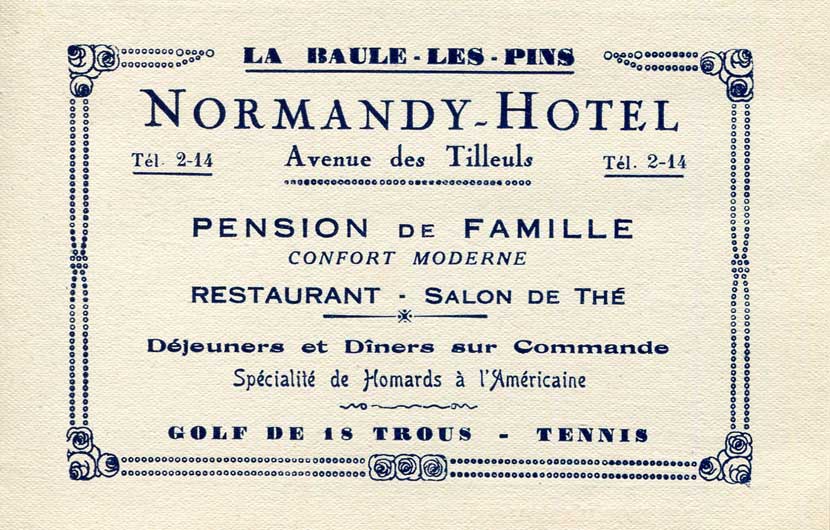 LA BAULE-LES-PINS
NORMANDY-HOTEL
Tél. 2-14
Avenue des Tilleuls
Tél. 2-14
PENSION DE FAMILLE
CONFORT MODERNE
RESTAURANT - SALON DE THÉ
Déjeuners et Dîners sur Commande
Spécialité de Homards à l'Américaine
GOLF DE 18 TROUS - TENNIS